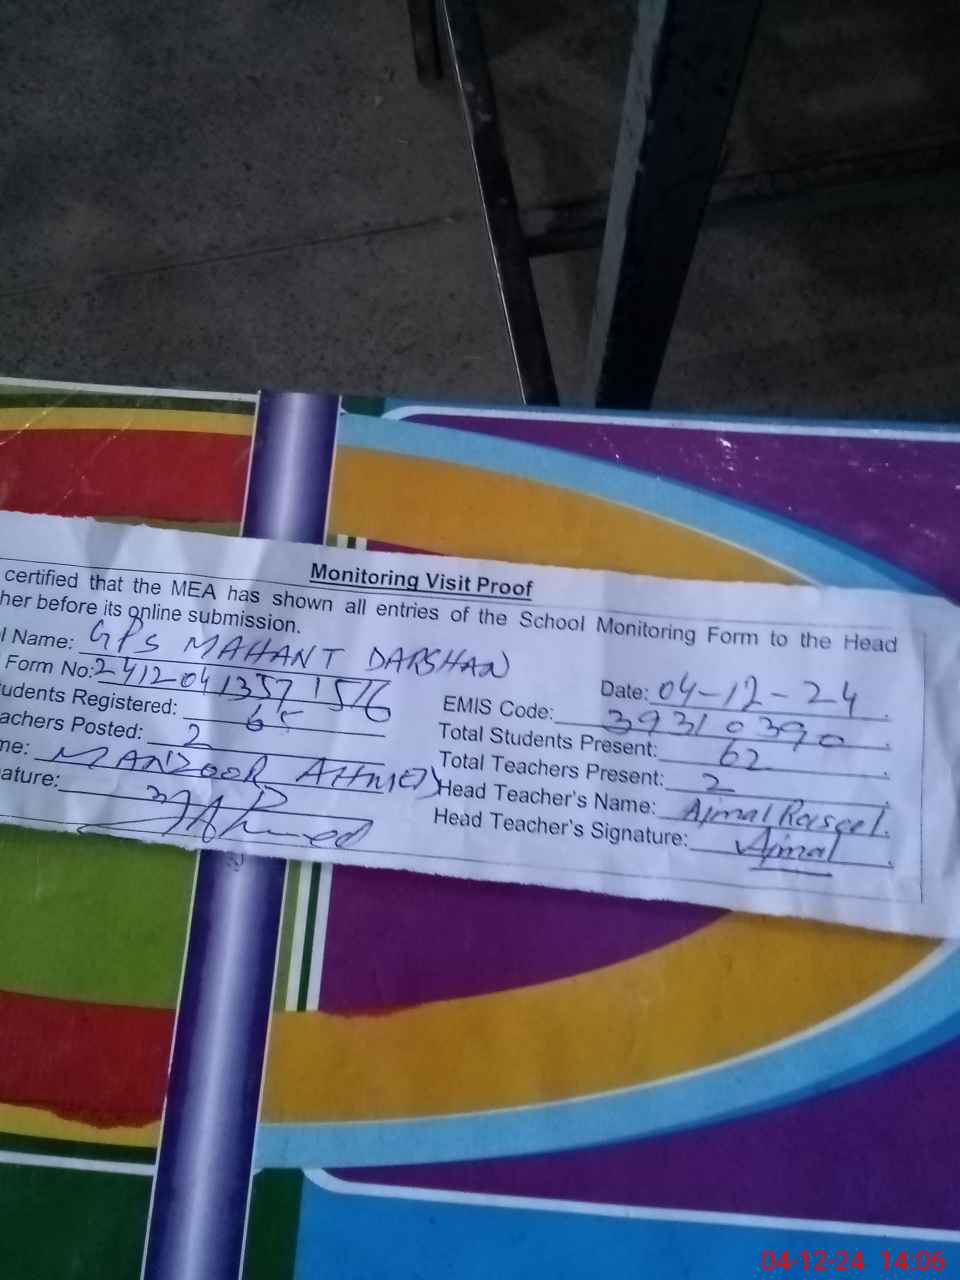 Monitoring Visit Proof
certified that the MEA has shown all entries of the School Monitoring Form to the Head
her before its online submission.
l Name: GPS MAHANT DARSHAN
Date: 04-12-24
Form No: 24120413571576
EMIS Code: 39310390
udents Registered: 65
Total Students Present: 62
achers Posted: 2
Total Teachers Present: 2
me: MANZOOR AHMED
Head Teacher's Name: Ajmal
ature: Ahmed
Head Teacher's Signature: Ajmal
04-12-24 14:06